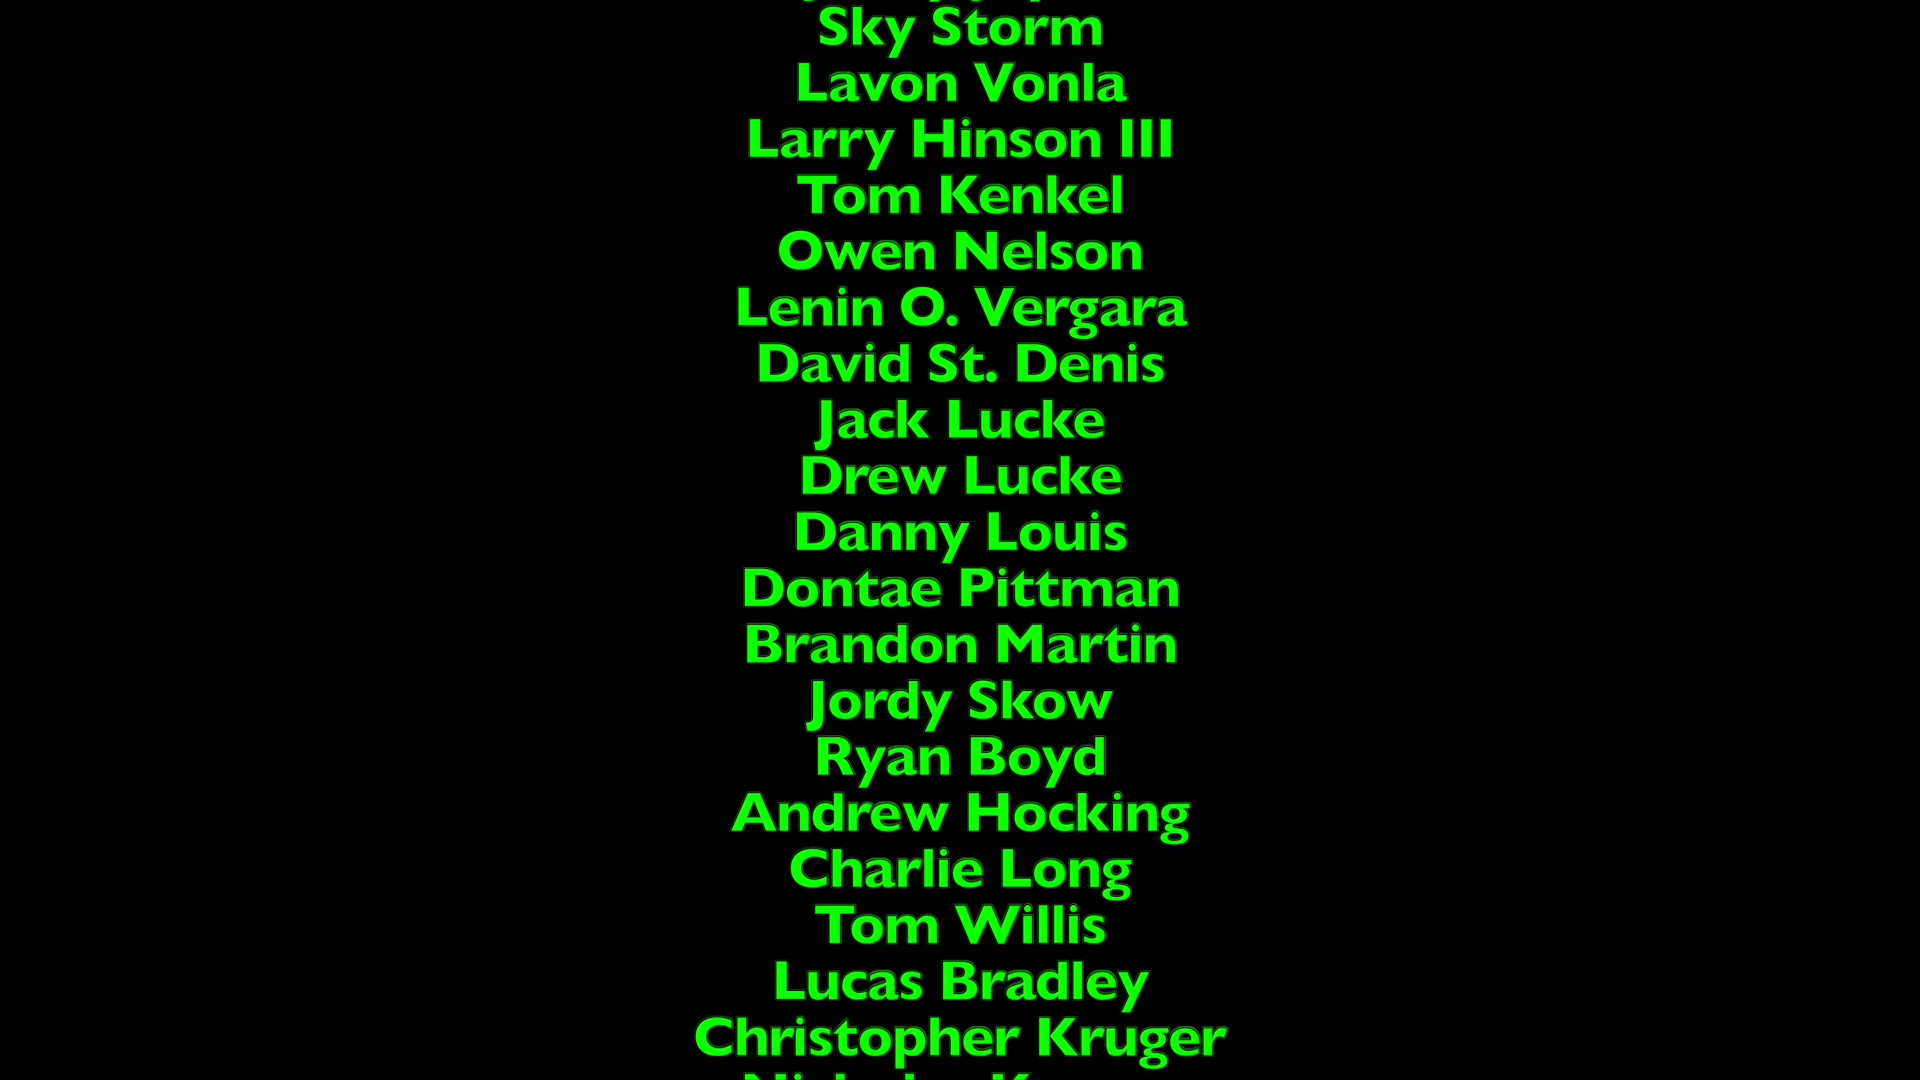 Sky Storm
Lavon Vonla
Larry Hinson III
Tom Kenkel
Owen Nelson
Lenin O. Vergara
David St. Denis
Jack Lucke
Drew Lucke
Danny Louis
Dontae Pittman
Brandon Martin
Jordy Skow
Ryan Boyd
Andrew Hocking
Charlie Long
Tom Willis
Lucas Bradley
Christopher Kruger